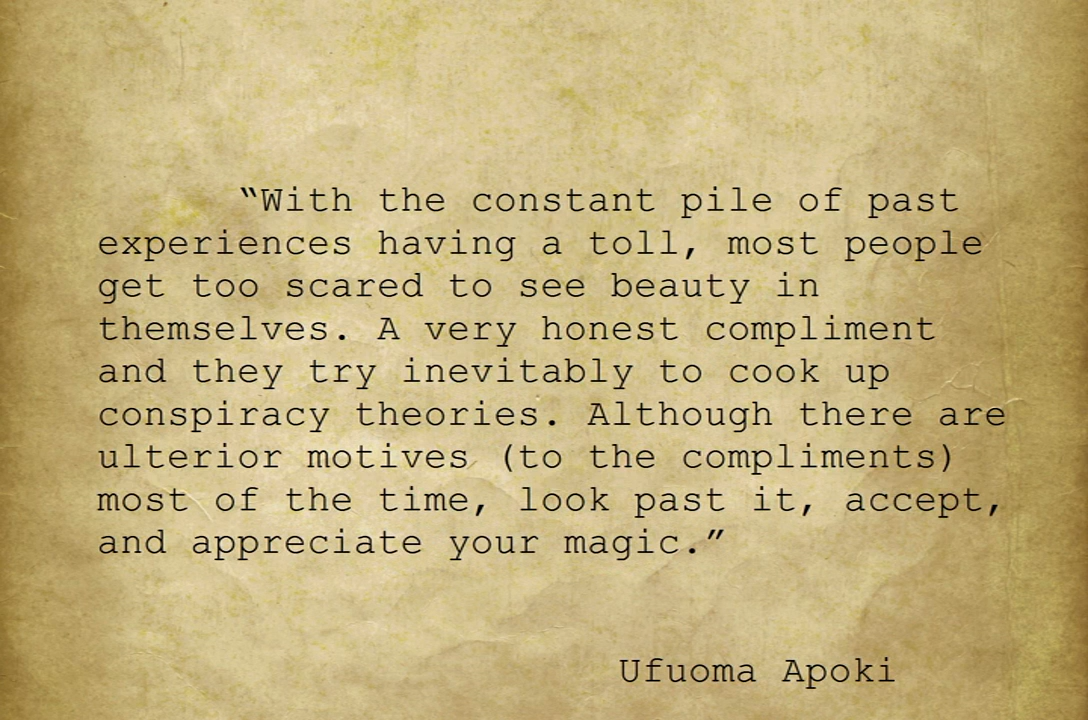 “With the constant pile of past
experiences having a toll, most people
get too scared to see beauty in
themselves. A very honest compliment
and they try inevitably to cook up
conspiracy theories. Although there are
ulterior motives (to the compliments)
most of the time, look past it, accept,
and appreciate your magic.”
Ufuoma Apoki